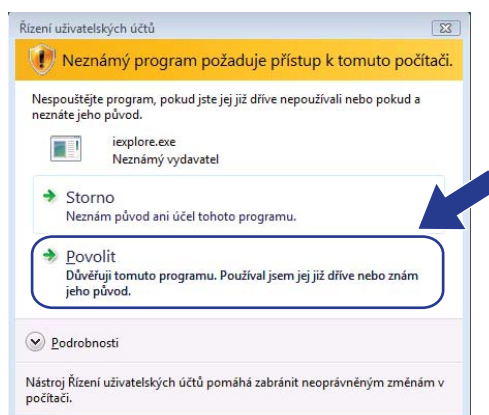 Řízení uživatelských účtů
Neznámý program požaduje přístup k tomuto počítači.
Nespouštějte program, pokud jste jej již dříve nepoužívali nebo pokud a
neznáte jeho původ.
iexplore.exe
Neznámý vydavatel
Storno
Neznám původ ani účel tohoto programu.
Povolit
Důvěřuji tomuto programu. Používal jsem jej již dříve nebo znám
jeho původ.
Podrobnosti
Nástroj Řízení uživatelských účtů pomáhá zabránit neoprávněným změnám v
počítači.